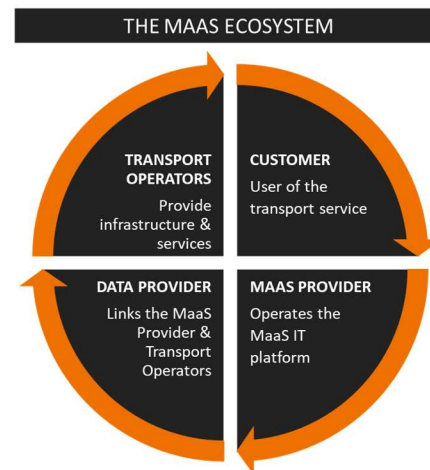 THE MAAS ECOSYSTEM
TRANSPORT
OPERATORS
Provide
infrastructure &
services
CUSTOMER
User of the
transport service
DATA PROVIDER
Links the MaaS
Provider &
Transport
Operators
MAAS PROVIDER
Operates the
MaaS IT
platform